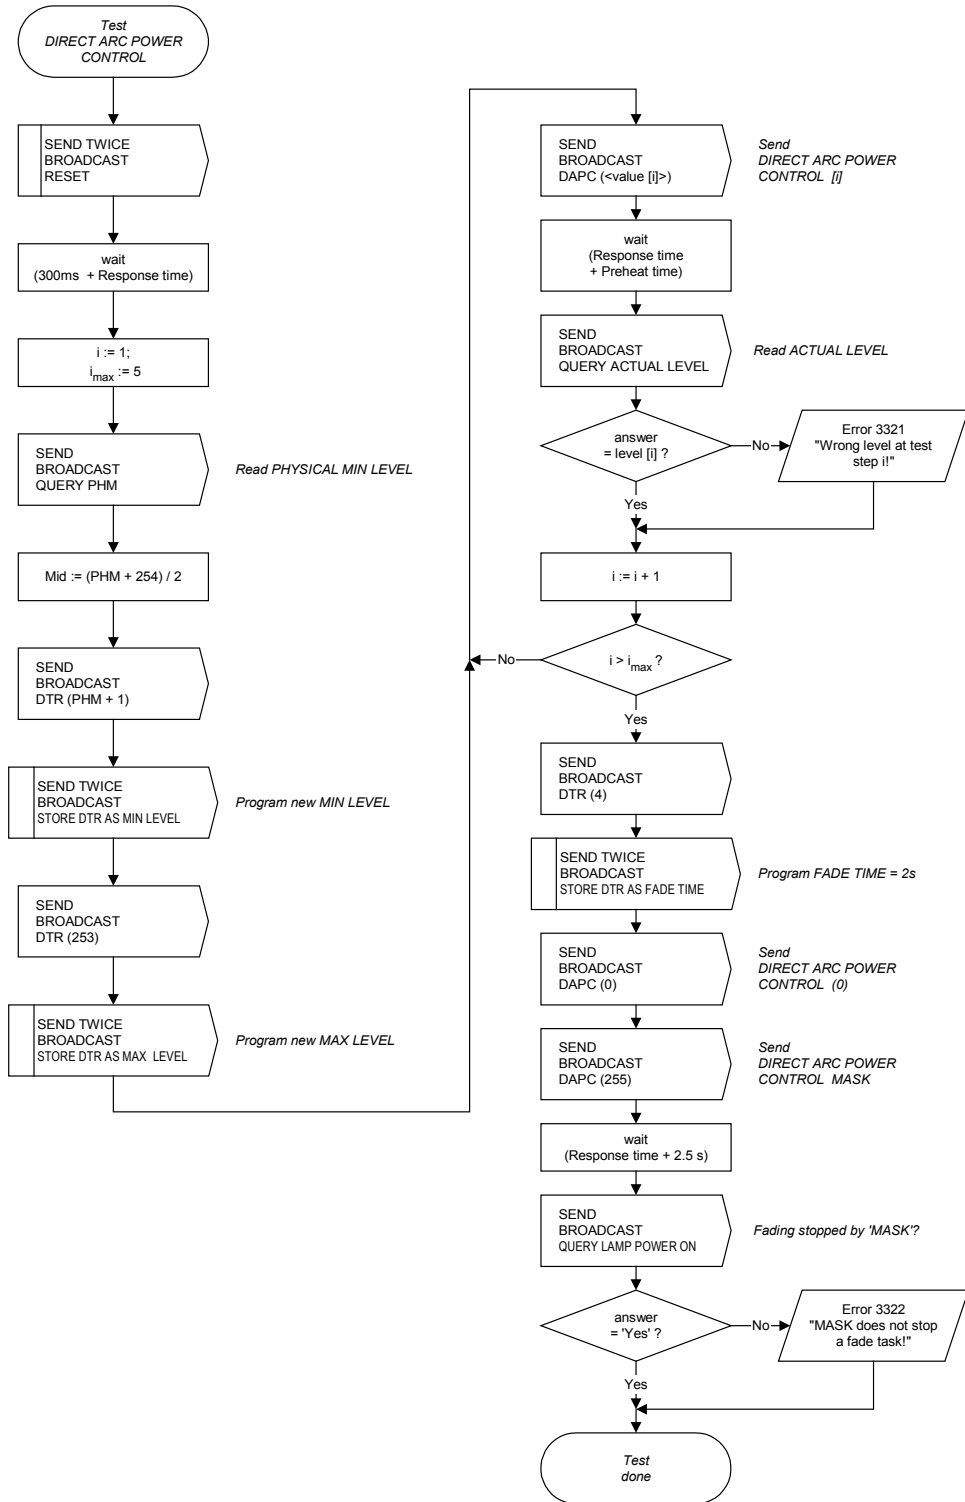 Test
DIRECT ARC POWER
CONTROL
SEND TWICE
BROADCAST
RESET
wait
(300ms + Response time)
i := 1;
imax := 5
SEND
BROADCAST
QUERY PHM
Read PHYSICAL MIN LEVEL
Mid := (PHM + 254) / 2
SEND
BROADCAST
DTR (PHM + 1)
SEND TWICE
BROADCAST
STORE DTR AS MIN LEVEL
Program new MIN LEVEL
SEND
BROADCAST
DTR (253)
SEND TWICE
BROADCAST
STORE DTR AS MAX LEVEL
Program new MAX LEVEL
SEND
BROADCAST
DAPC (<value [i]>)
Send
DIRECT ARC POWER
CONTROL [i]
wait
(Response time
+ Preheat time)
SEND
BROADCAST
QUERY ACTUAL LEVEL
Read ACTUAL LEVEL
answer
= level [i] ?
No
Error 3321
"Wrong level at test
step i!"
Yes
i := i + 1
i > imax ?
No
Yes
SEND
BROADCAST
DTR (4)
SEND TWICE
BROADCAST
STORE DTR AS FADE TIME
Program FADE TIME = 2s
SEND
BROADCAST
DAPC (0)
Send
DIRECT ARC POWER
CONTROL (0)
SEND
BROADCAST
DAPC (255)
Send
DIRECT ARC POWER
CONTROL MASK
wait
(Response time + 2.5 s)
SEND
BROADCAST
QUERY LAMP POWER ON
Fading stopped by 'MASK'?
answer
= 'Yes' ?
No
Error 3322
"MASK does not stop
a fade task!"
Yes
Test
done